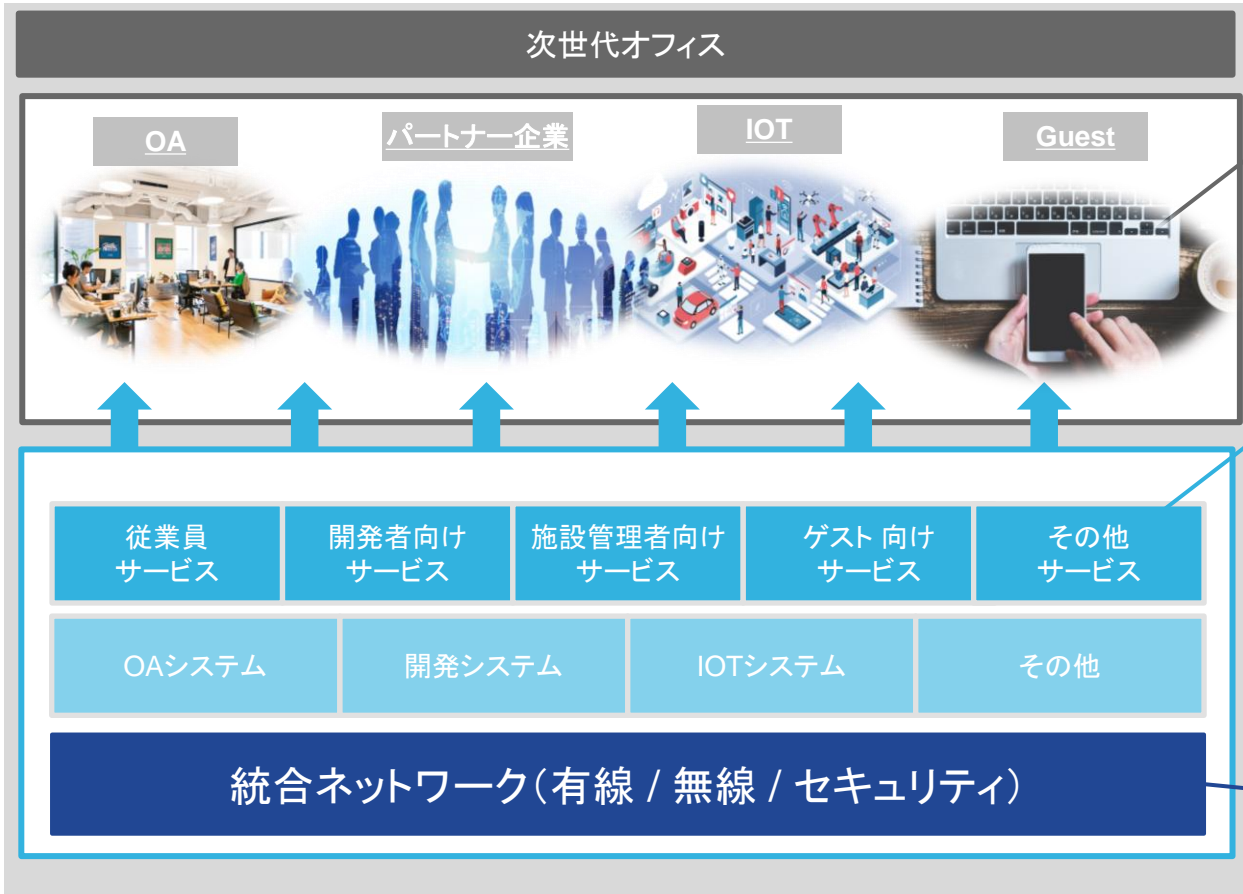 次世代オフィス
OA
パートナー企業
IOT
Guest
従業員
サービス
開発者向け
サービス
施設管理者向け
サービス
ゲスト 向け
サービス
その他
サービス
OAシステム
開発システム
IOTシステム
その他
統合ネットワーク(有線 / 無線 / セキュリティ)